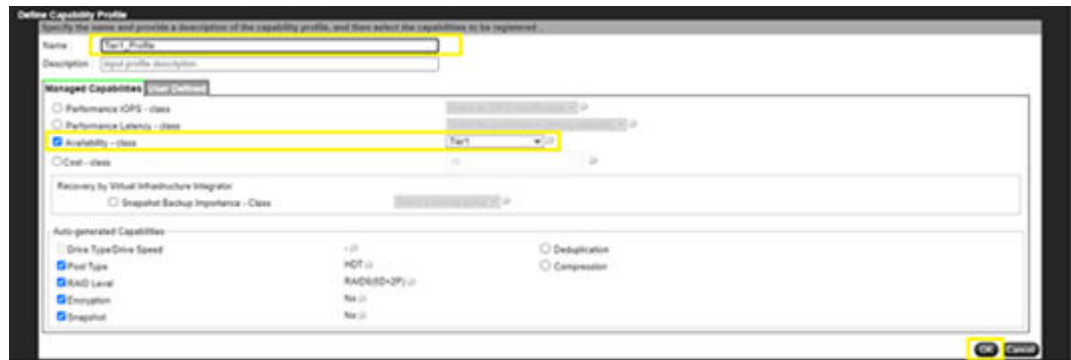 Define Capability Profile
Specify the name and provide a description of the capability profile, and then select the capabilities to be registered .
Name Tier1_Profile
Description Input profile description
Managed Capabilities User Defined
Performance IOPS - class
Performance Latency - class
Availability - class Tier1
Cost - class 10
Recovery by Virtual Infrastructure Integrator
Snapshot Backup Importance - Class
Auto-generated Capabilities
Drive Type/Drive Speed - Deduplication
Pool Type HDT Compression
RAID Level RAID6(6D+2P)
Encryption No
Snapshot No
OK Cancel